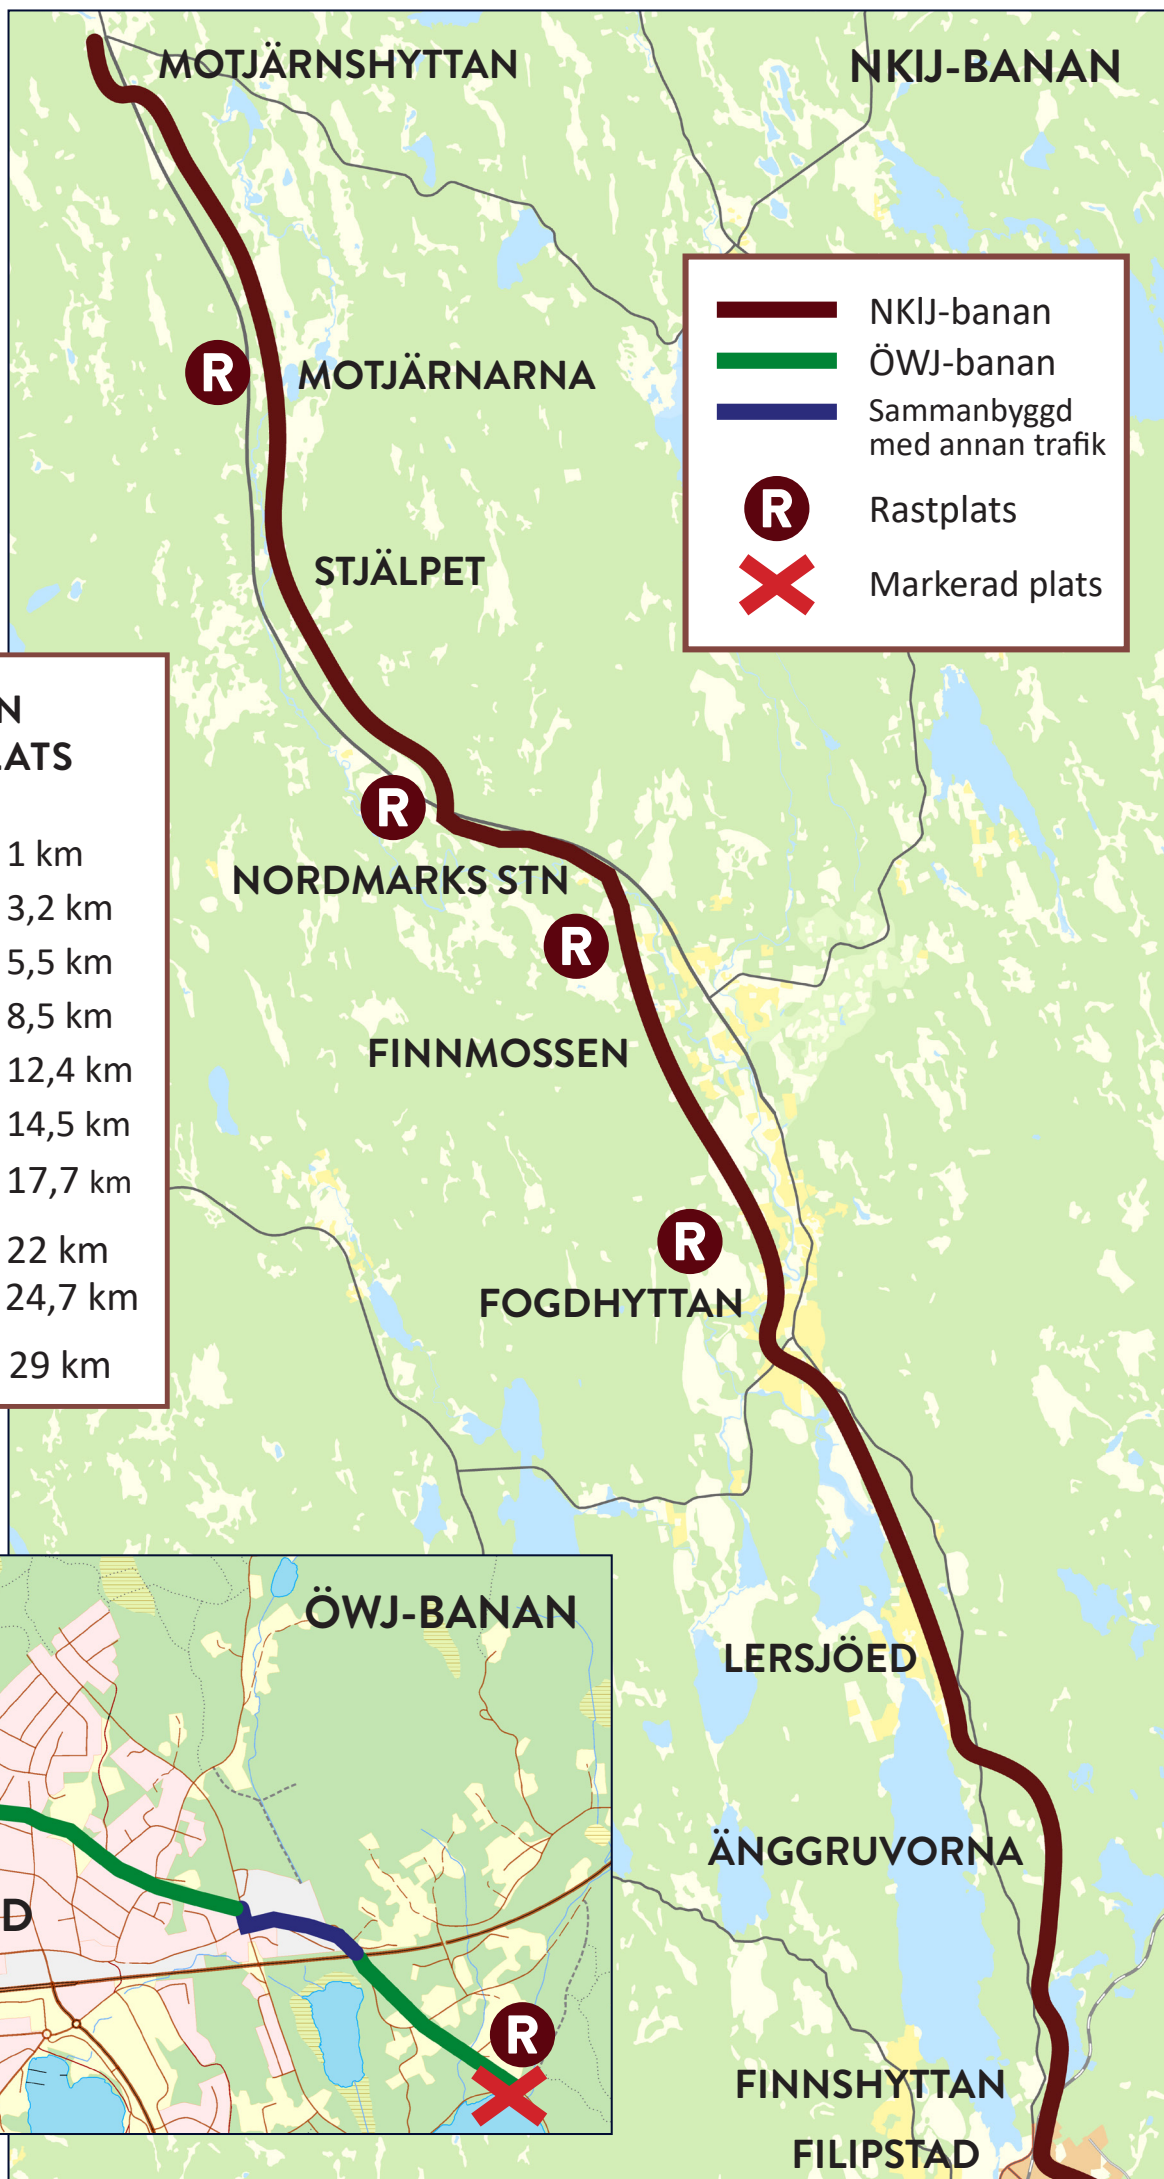 MOTJÄRNSHYTTAN
NKIJ-BANAN
NKlJ-banan
ÖWJ-banan
Sammanbyggd
med annan trafik
R
Rastplats
Markerad plats
R
MOTJÄRNARNA
STJÄLPET
N
LATS
1 km
3,2 km
5,5 km
8,5 km
12,4 km
14,5 km
17,7 km
22 km
24,7 km
29 km
R
NORDMARKS STN
R
FINNMOSSEN
R
FOGDHYTTAN
ÖWJ-BANAN
D
R
LERSJÖED
ÄNGGRUVORNA
FINNSHYTTAN
FILIPSTAD